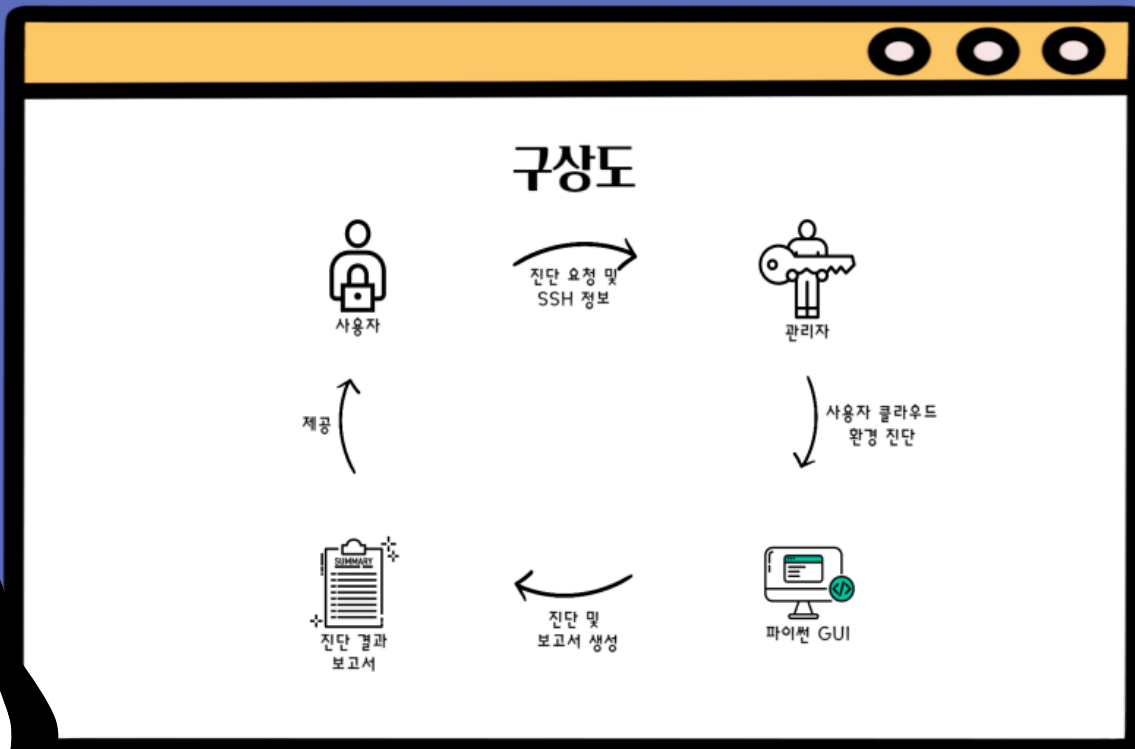 구상도
진단 요청 및
SSH 정보
사용자
관리자
제공
사용자 클라우드
환경 진단
SUMMARY
진단 결과
보고서
진단 및
보고서 생성
파이썬 GUI